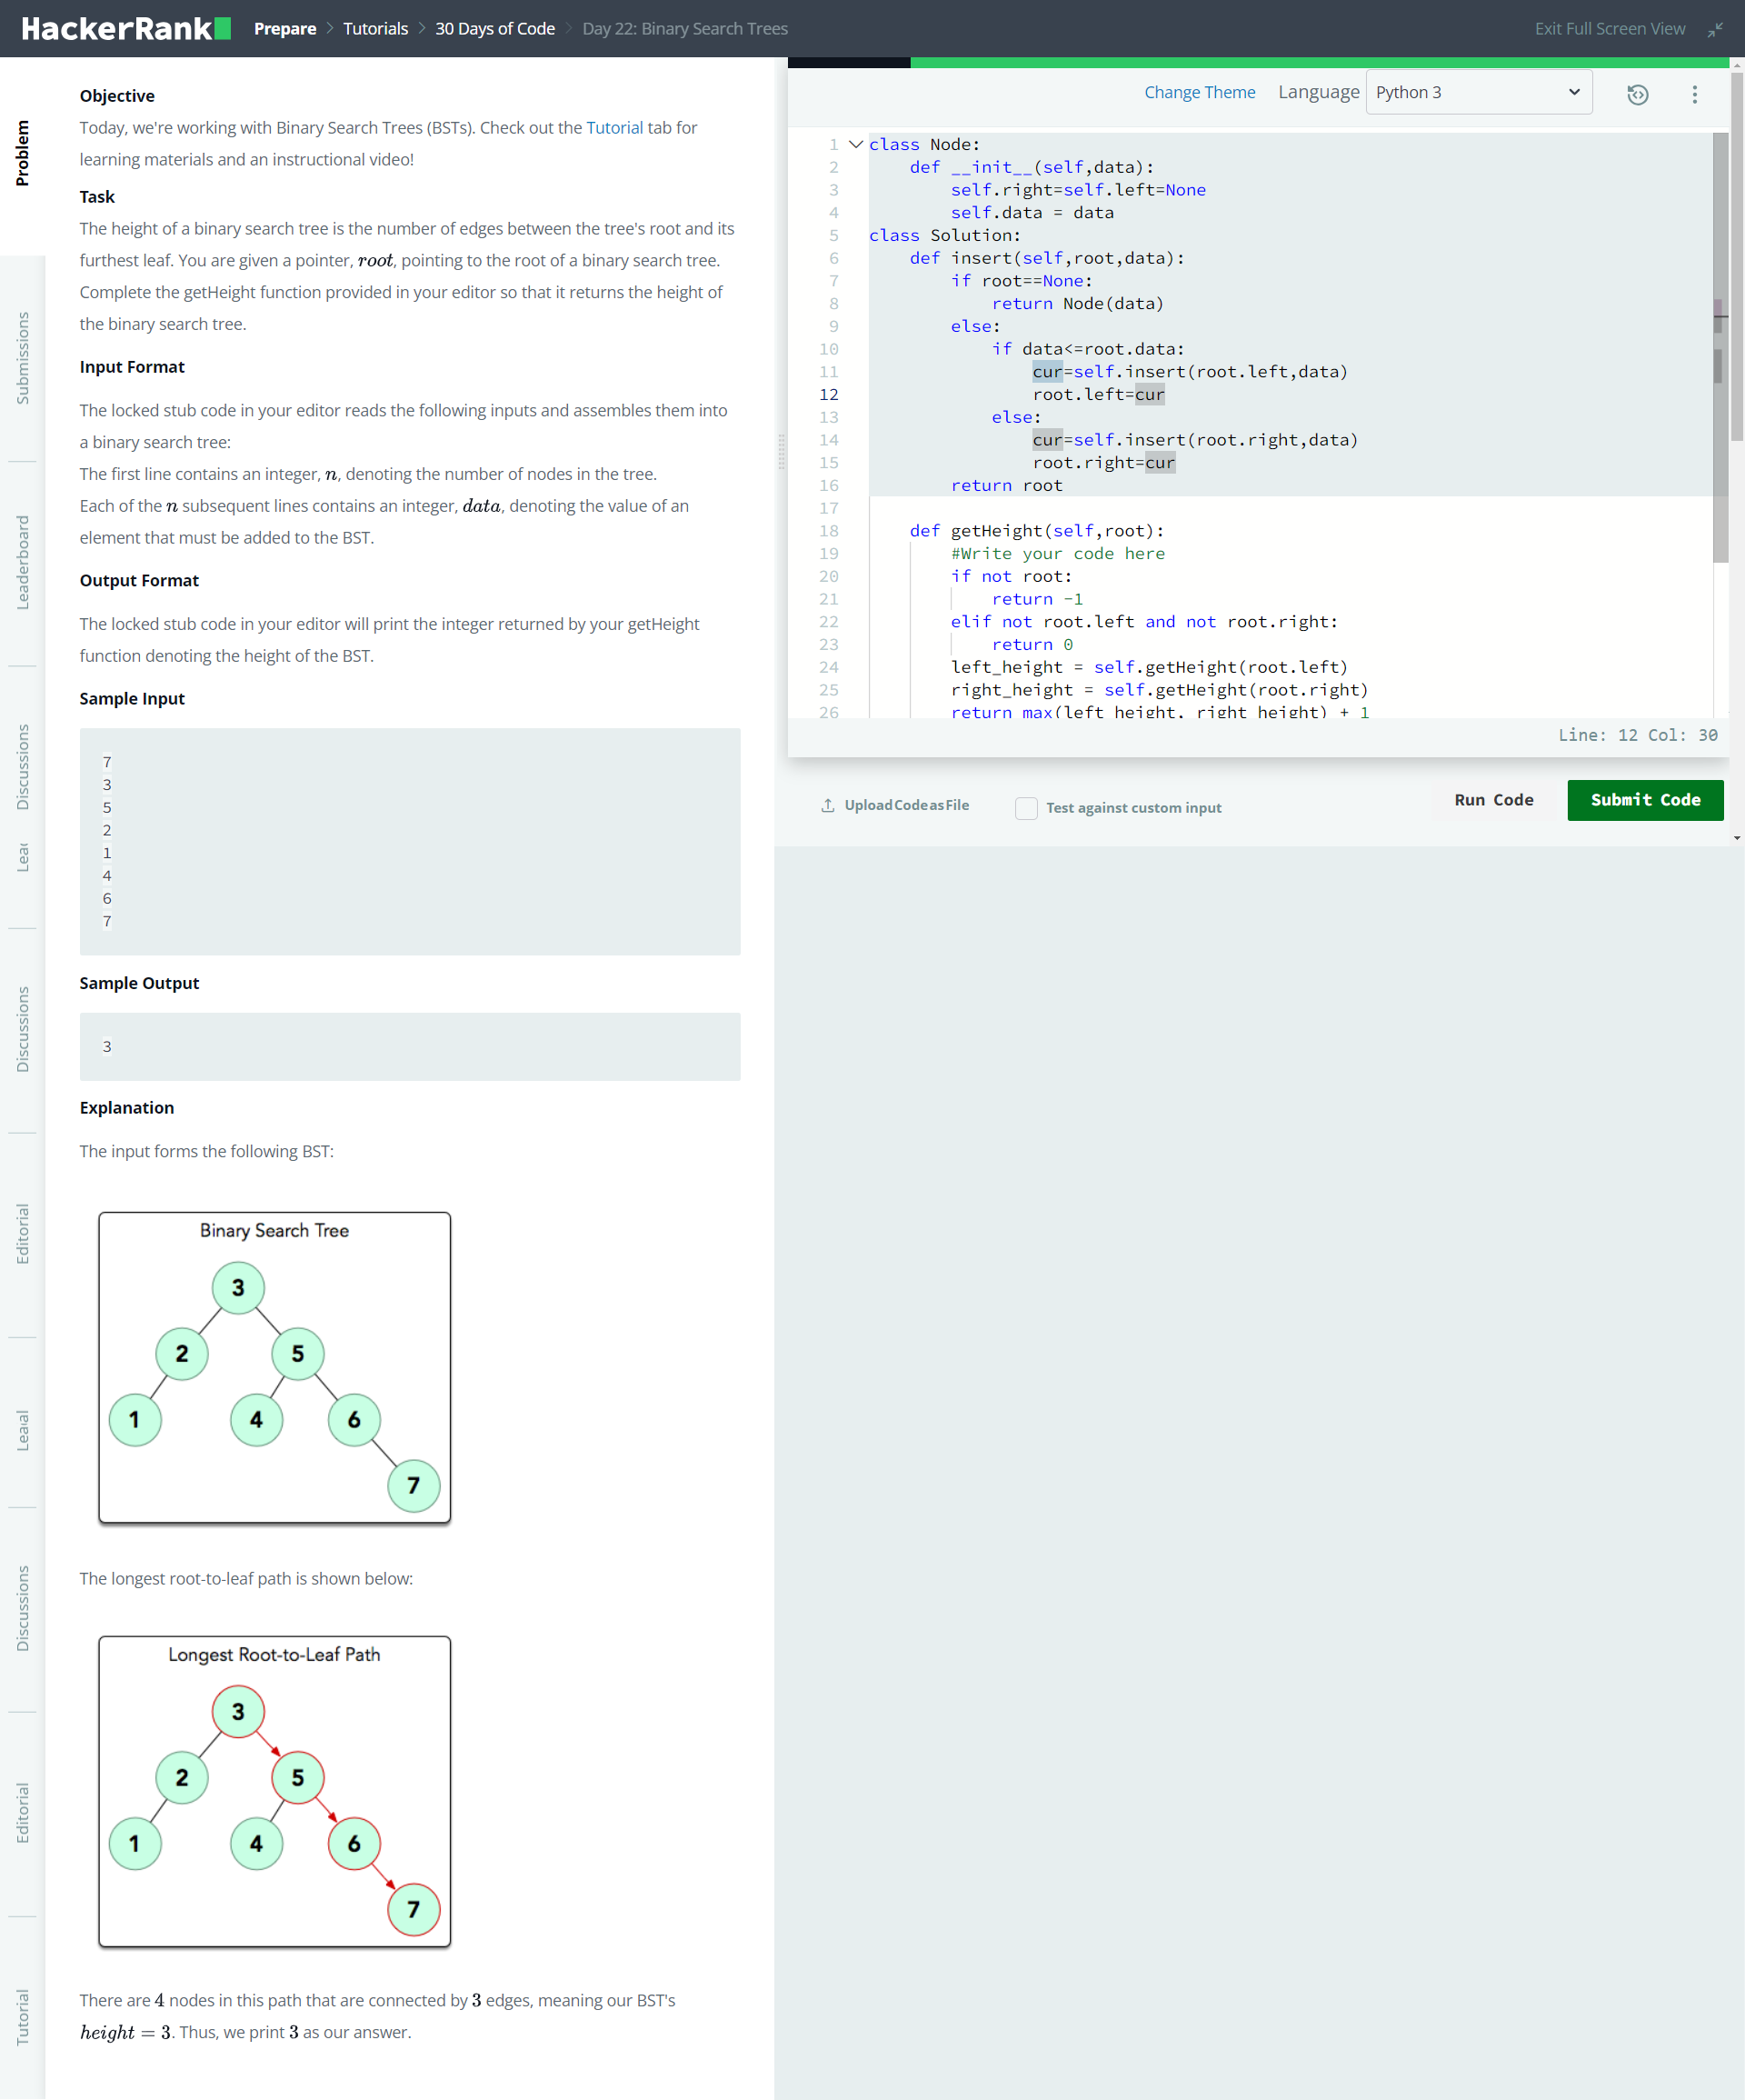 HackerRank
Prepare > Tutorials > 30 Days of Code > Day 22: Binary Search Trees
Exit Full Screen View
Problem
Submissions
Leaderboard
Discussions
Discussions
Editorial
Discussions
Editorial
Tutorial
Objective
Today, we're working with Binary Search Trees (BSTs). Check out the Tutorial tab for
learning materials and an instructional video!
Task
The height of a binary search tree is the number of edges between the tree's root and its
furthest leaf. You are given a pointer, root, pointing to the root of a binary search tree.
Complete the getHeight function provided in your editor so that it returns the height of
the binary search tree.
Input Format
The locked stub code in your editor reads the following inputs and assembles them into
a binary search tree:
The first line contains an integer, n, denoting the number of nodes in the tree.
Each of the n subsequent lines contains an integer, data, denoting the value of an
element that must be added to the BST.
Output Format
The locked stub code in your editor will print the integer returned by your getHeight
function denoting the height of the BST.
Sample Input
7
3
5
2
1
4
6
7
Sample Output
3
Explanation
The input forms the following BST:
Binary Search Tree
3
2 5
1 4 6
7
The longest root-to-leaf path is shown below:
Longest Root-to-Leaf Path
3
2 5
1 4 6
7
There are 4 nodes in this path that are connected by 3 edges, meaning our BST's
height = 3. Thus, we print 3 as our answer.
Change Theme Language Python 3
1 class Node:
2     def __init__(self,data):
3         self.right=self.left=None
4         self.data = data
5 class Solution:
6     def insert(self,root,data):
7         if root==None:
8             return Node(data)
9         else:
10             if data<=root.data:
11                 cur=self.insert(root.left,data)
12                 root.left=cur
13             else:
14                 cur=self.insert(root.right,data)
15                 root.right=cur
16         return root
17
18     def getHeight(self,root):
19         #Write your code here
20         if not root:
21             return -1
22         elif not root.left and not root.right:
23             return 0
24         left_height = self.getHeight(root.left)
25         right_height = self.getHeight(root.right)
26         return max(left_height, right_height) + 1
Line: 12 Col: 30
Upload Code as File
Test against custom input
Run Code
Submit Code